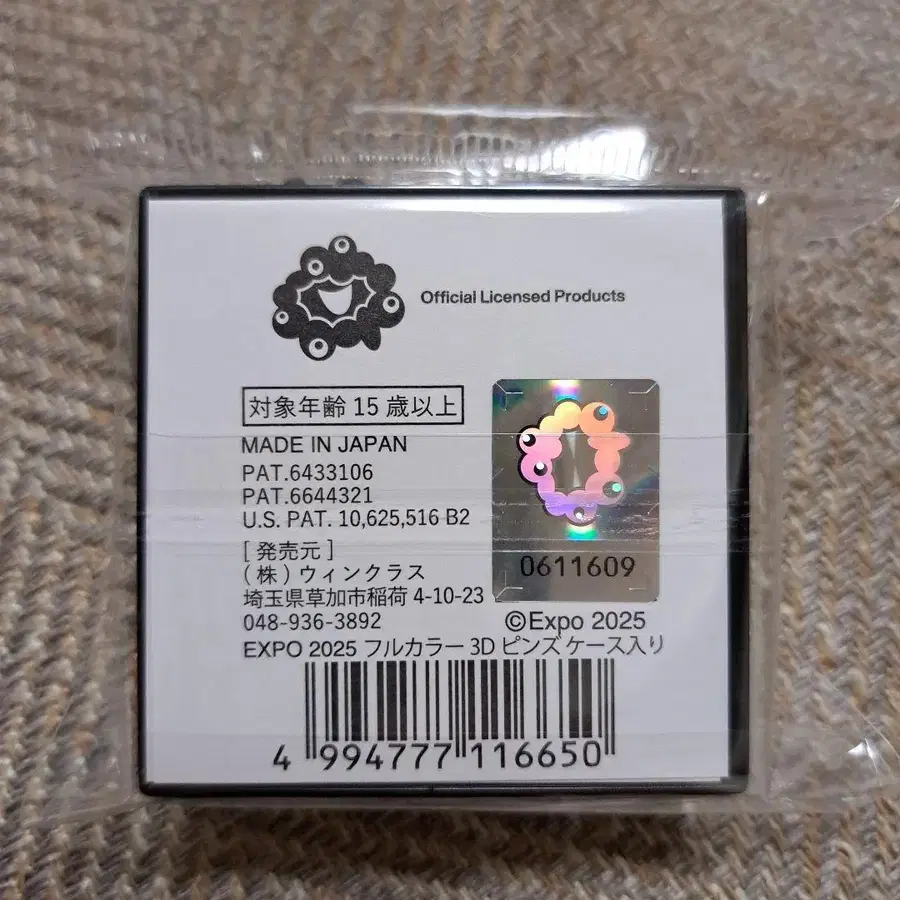 Official Licensed Products
対象年齢 15 歳以上
MADE IN JAPAN
PAT.6433106
PAT.6644321
U.S. PAT. 10,625,516 B2
[ 発売元 ]
( 株 ) ウィンクラス
埼玉県草加市稲荷 4-10-23
048-936-3892
0611609
©Expo 2025
EXPO 2025 フルカラー 3D ピンズ ケース入り
4 994777 116650